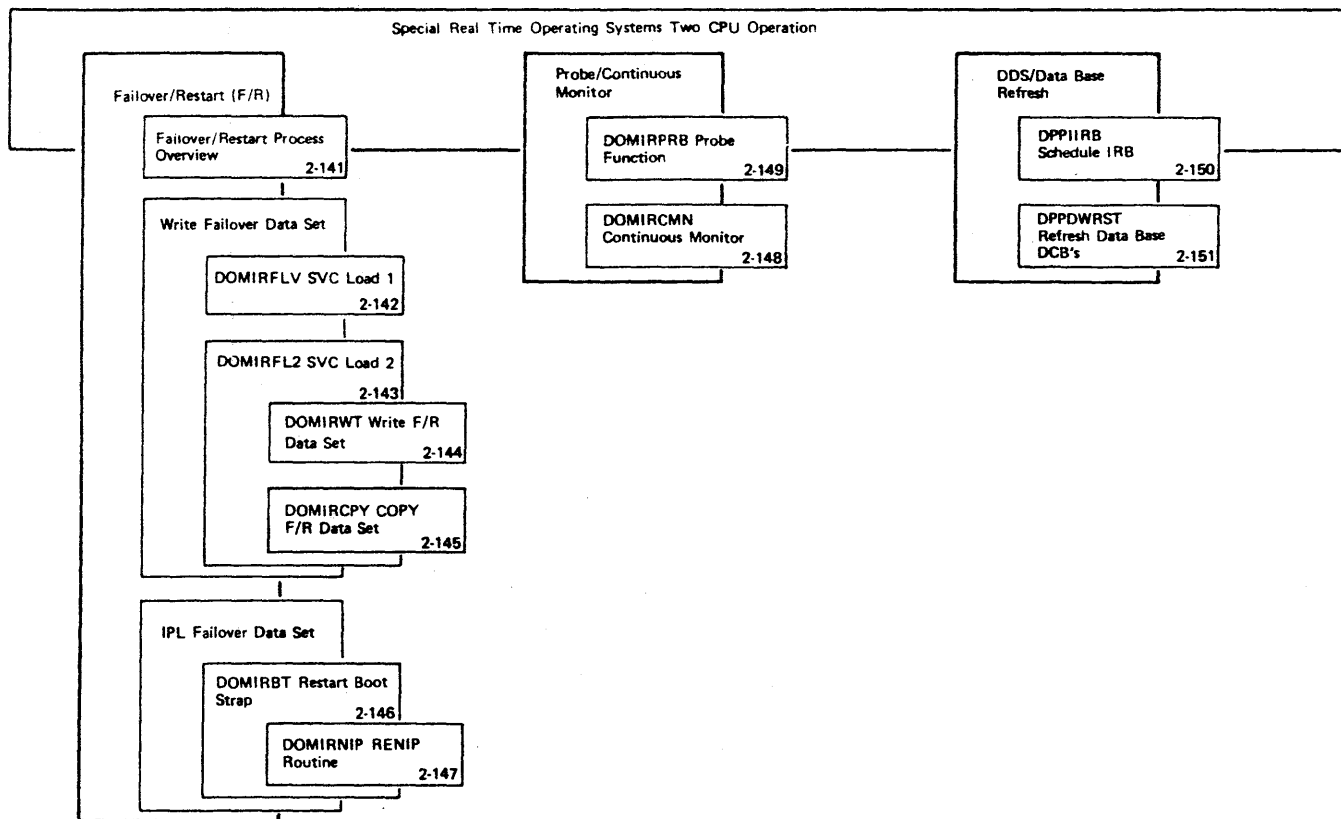 Special Real Time Operating Systems Two CPU Operation
Failover/Restart (F/R)
Failover/Restart Process
Overview
2-141
Write Failover Data Set
DOMIRFLV SVC Load 1
2-142
DOMIRFL2 SVC Load 2
2-143
DOMIRWT Write F/R
Data Set
2-144
DOMIRCPY COPY
F/R Data Set
2-145
IPL Failover Data Set
DOMIRBT Restart Boot
Strap
2-146
DOMIRNIP RENIP
Routine
2-147
Probe/Continuous
Monitor
DOMIRPRB Probe
Function
2-149
DOMIRCMN
Continuous Monitor
2-148
DDS/Data Base
Refresh
DPPIIRB
Schedule IRB
2-150
DPPDWRST
Refresh Data Base
DCB's
2-151